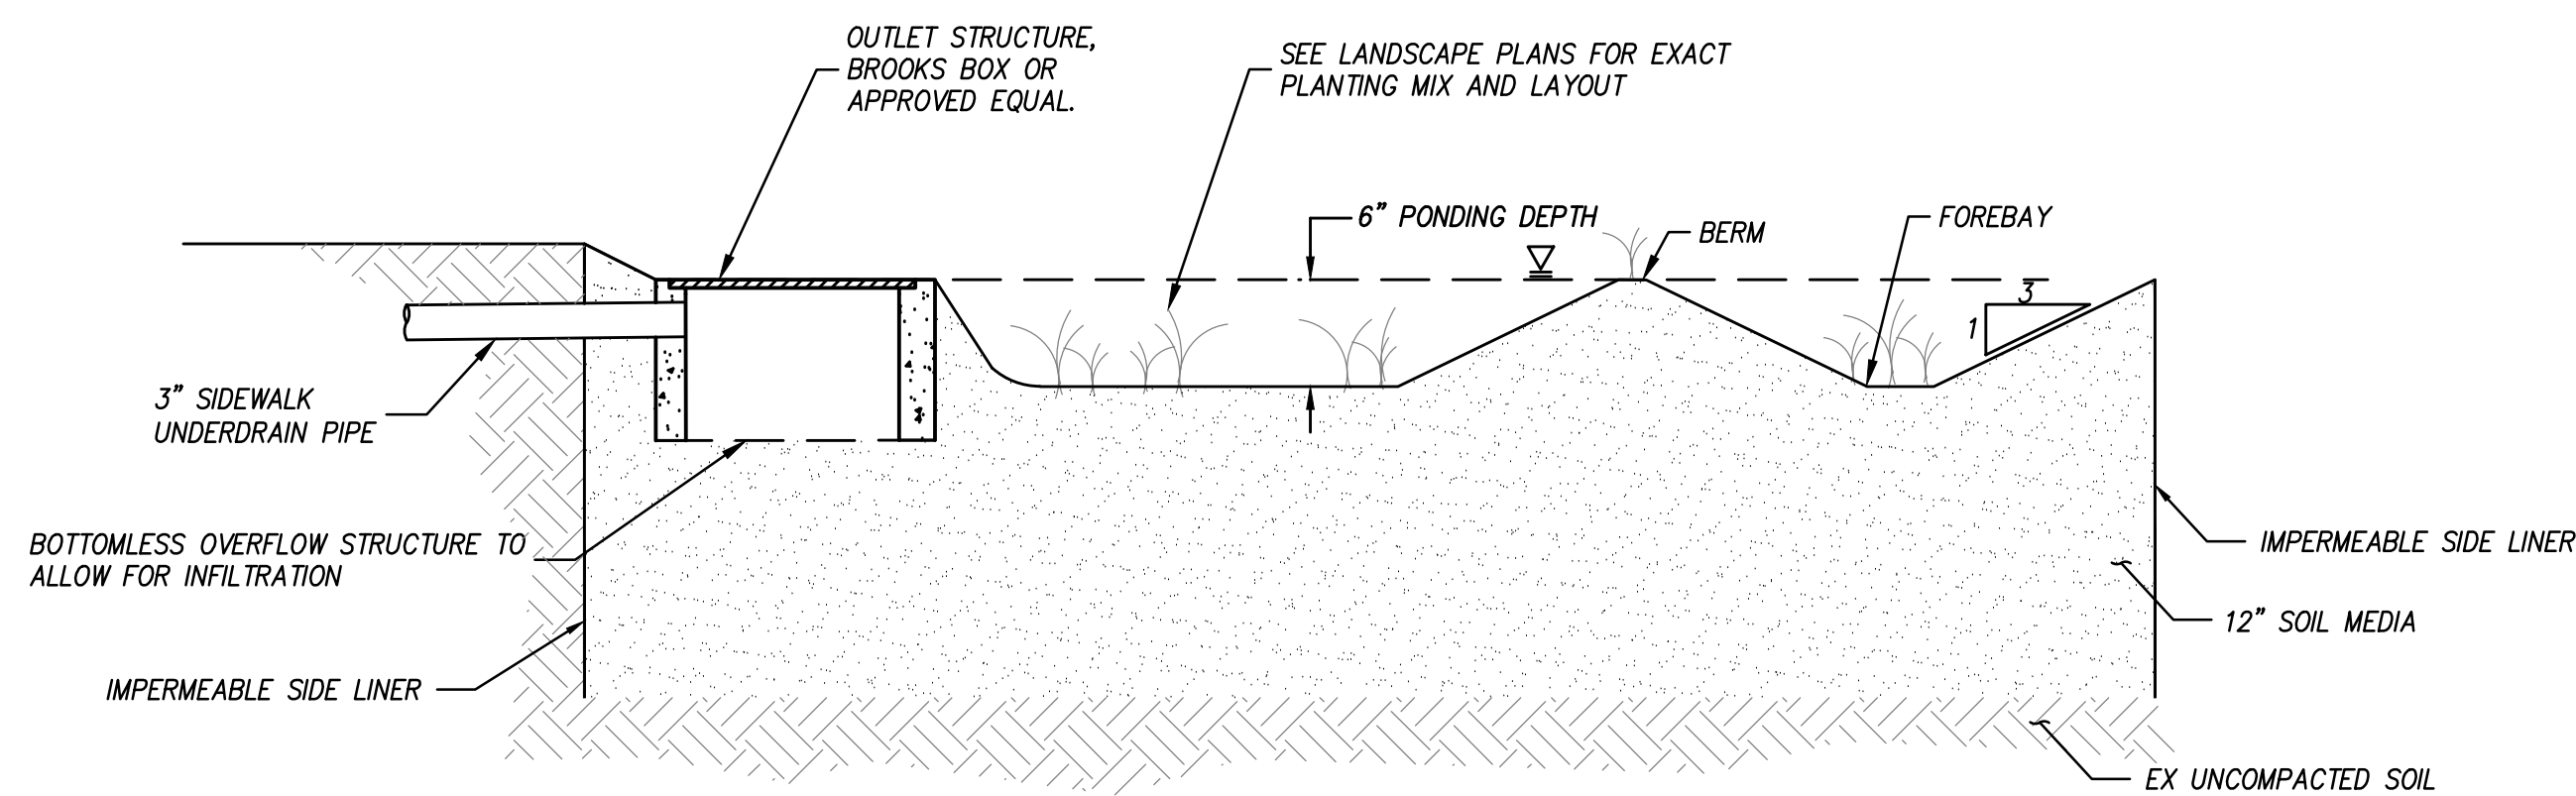 OUTLET STRUCTURE,
BROOKS BOX OR
APPROVED EQUAL.
SEE LANDSCAPE PLANS FOR EXACT
PLANTING MIX AND LAYOUT
6” PONDING DEPTH
BERM
FOREBAY
3
1
3” SIDEWALK
UNDERDRAIN PIPE
BOTTOMLESS OVERFLOW STRUCTURE TO
ALLOW FOR INFILTRATION
IMPERMEABLE SIDE LINER
IMPERMEABLE SIDE LINER
12” SOIL MEDIA
EX UNCOMPACTED SOIL